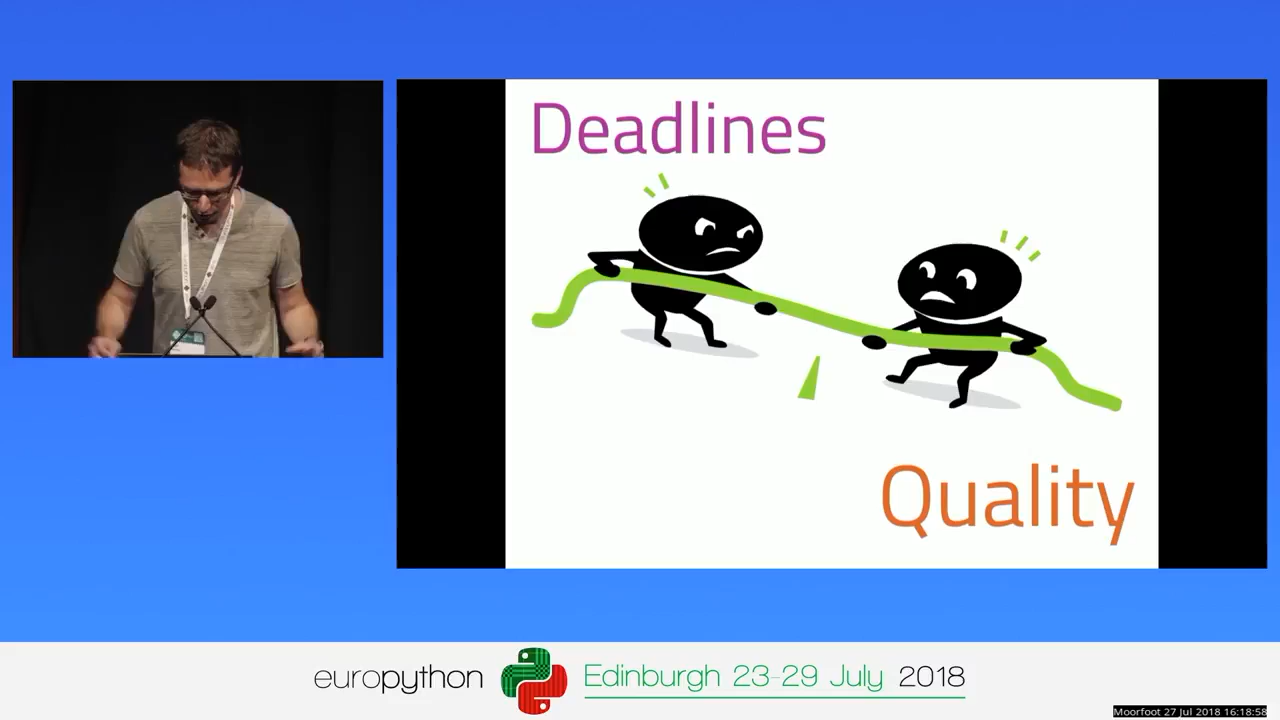 Deadlines
Quality
europython
Edinburgh 23-29 July 2018
Moorfoot 27 Jul 2018 16:18:58